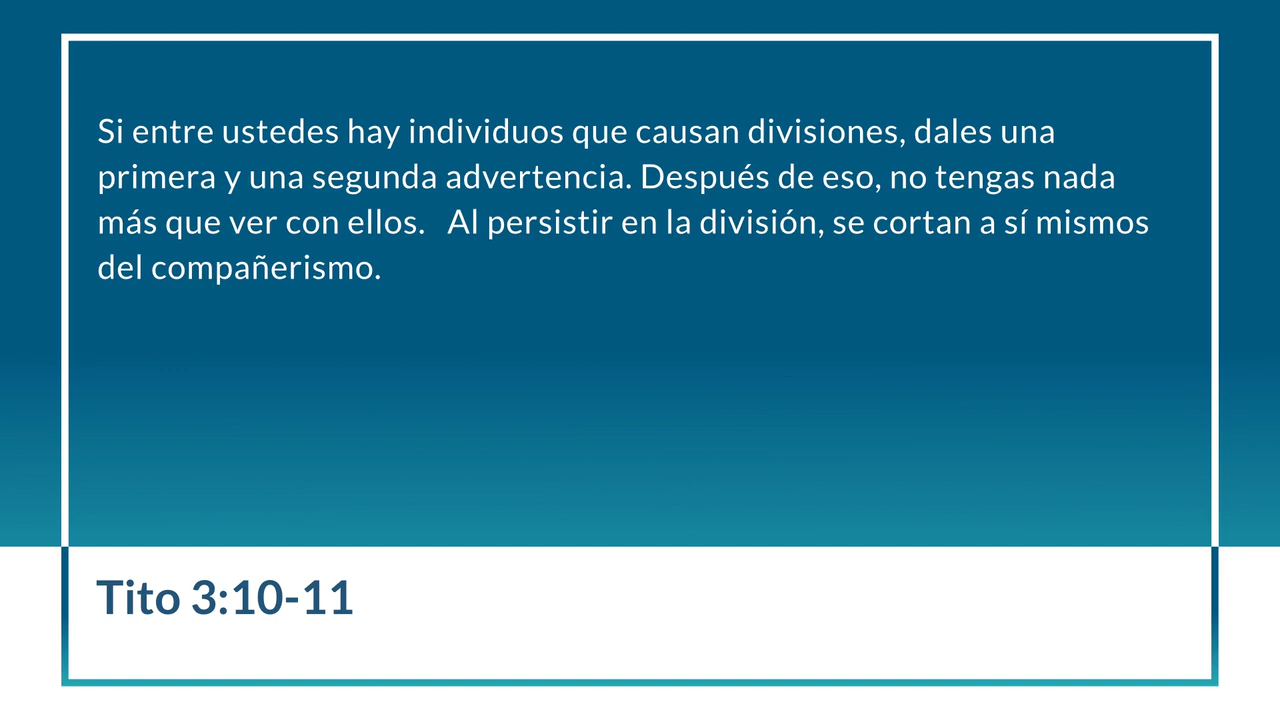 Si entre ustedes hay individuos que causan divisiones, dales una
primera y una segunda advertencia. Después de eso, no tengas nada
más que ver con ellos.   Al persistir en la división, se cortan a sí mismos
del compañerismo.
Tito 3:10-11